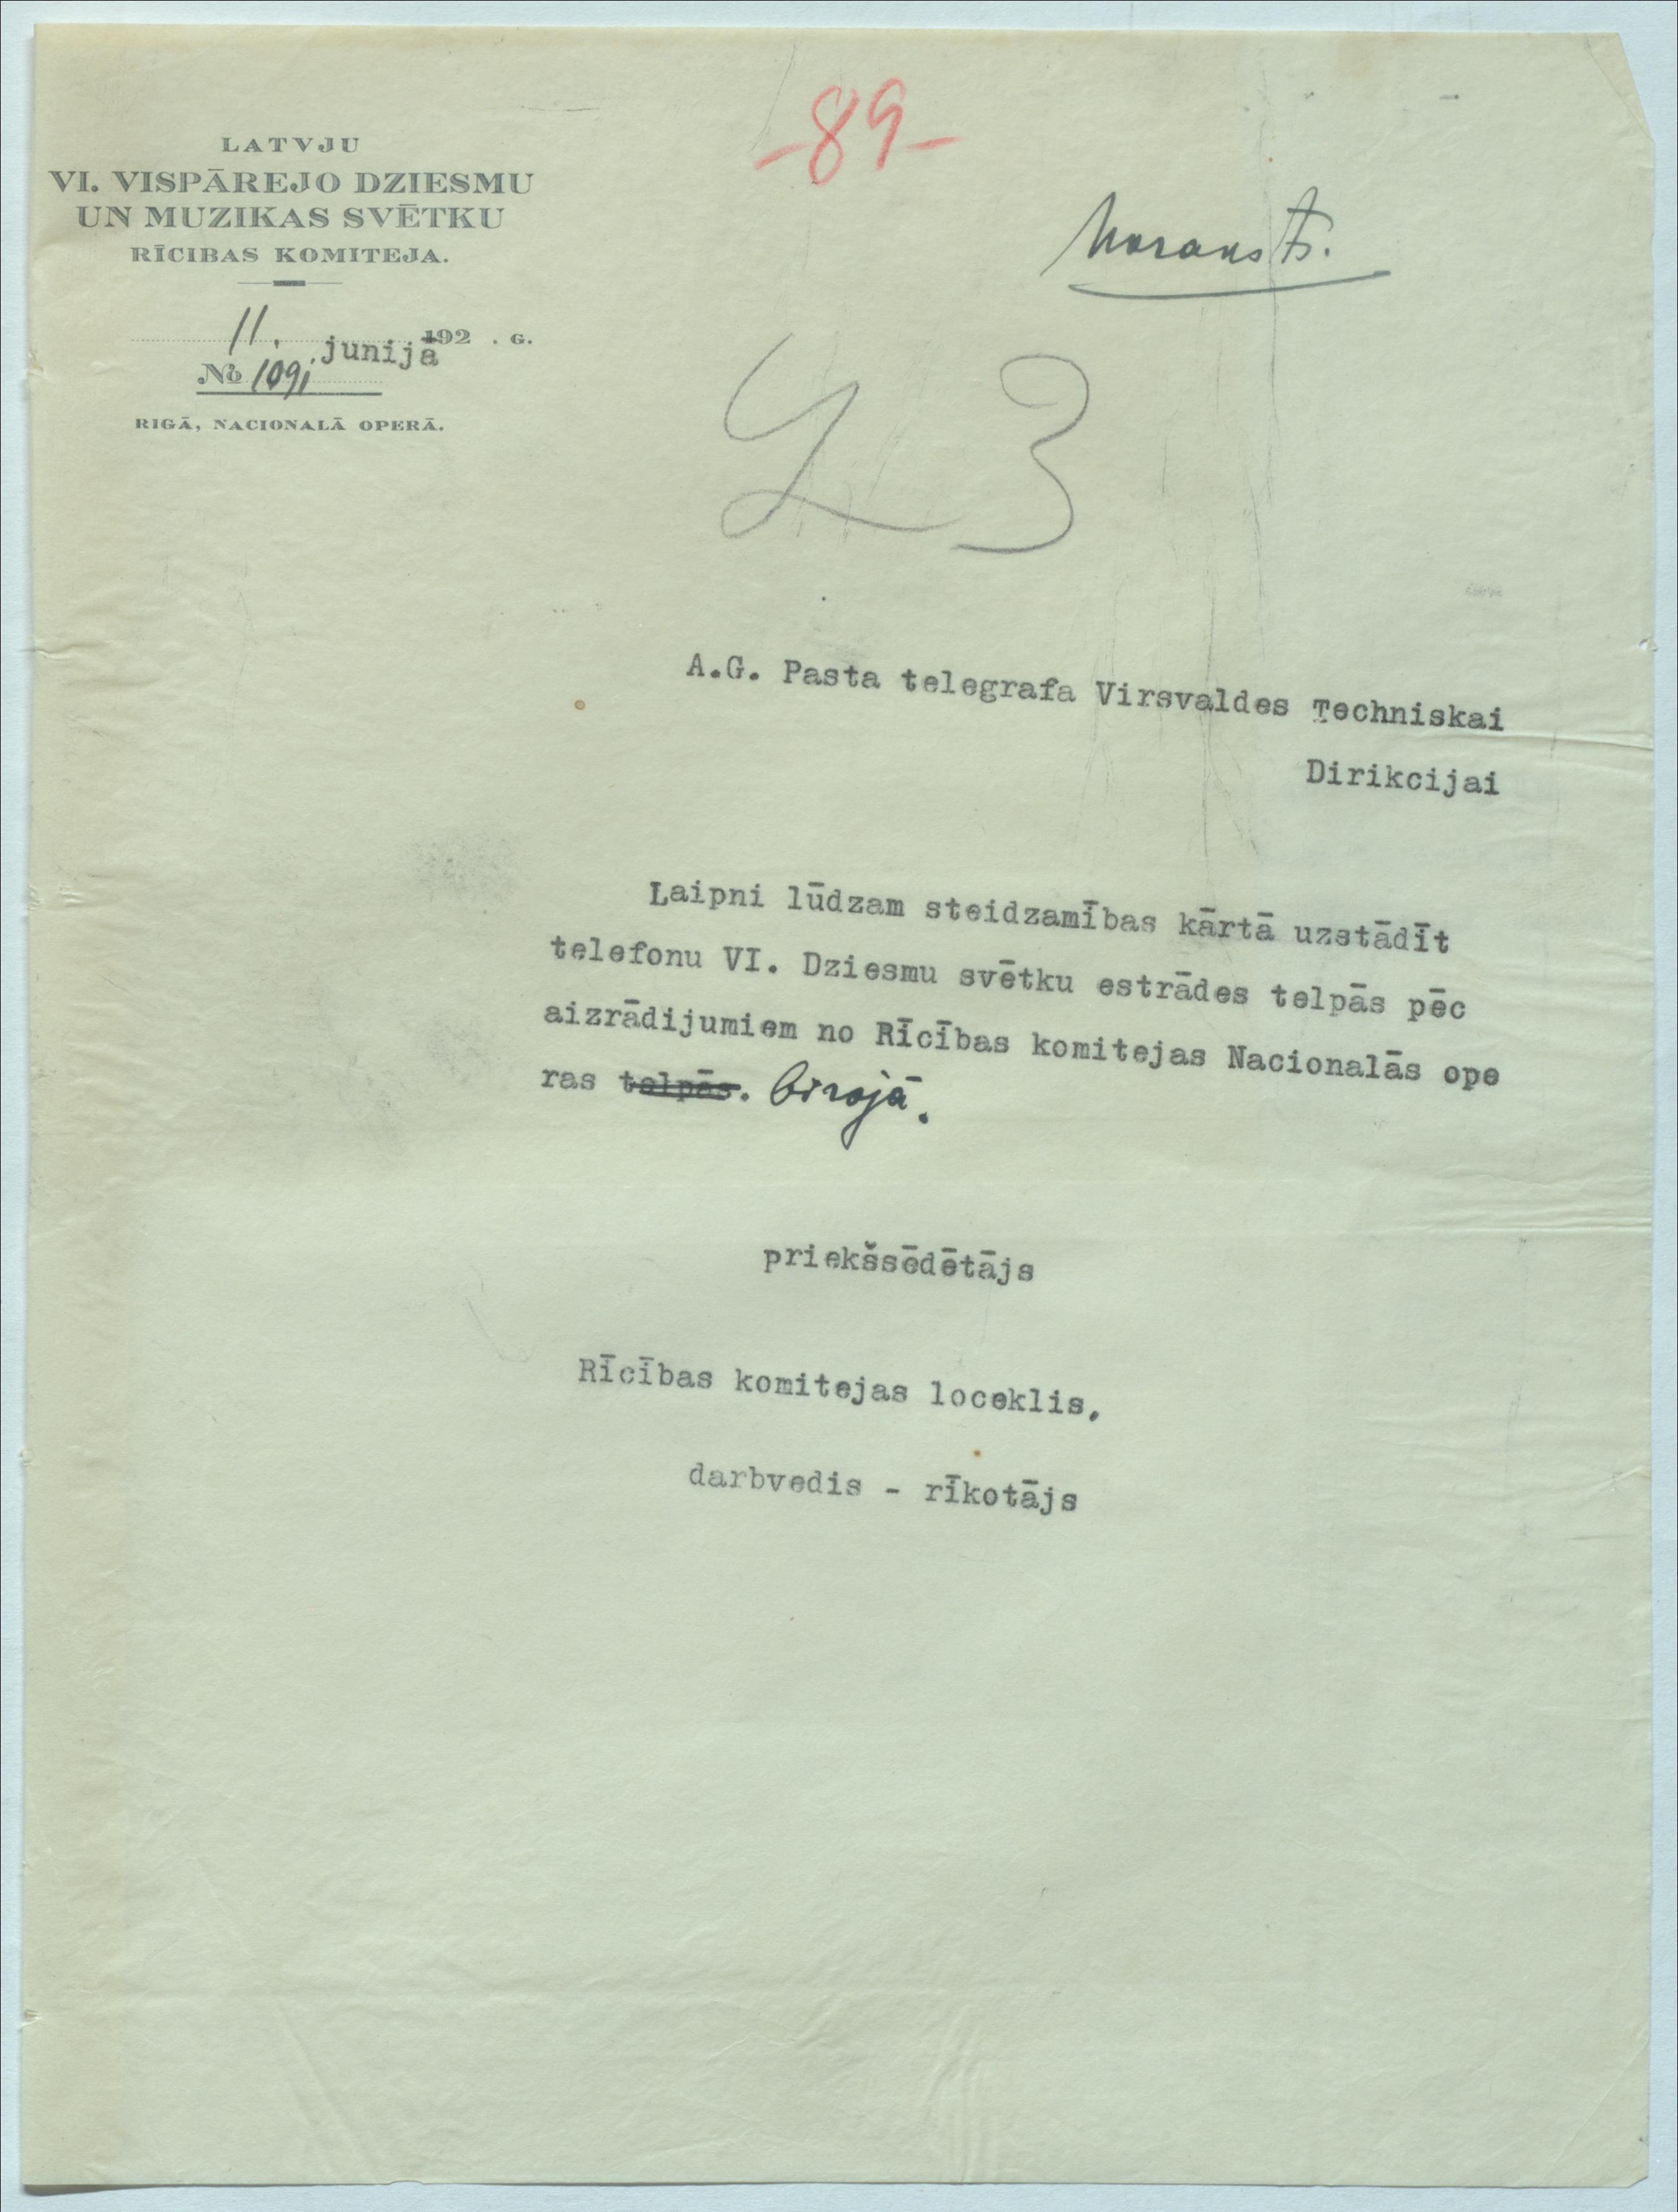 -89-
LATVJU
VI. VISPĀREJO DZIESMU
UN MUZIKAS SVĒTKU
RĪCIBAS KOMITEJA.
Noraksts.
11. junijā 192 . G.
№ 1091
RIGĀ, NACIONALĀ OPERĀ.
A.G. Pasta telegrafa Virsvaldes Techniskai
Dirikcijai
Laipni lūdzam steidzamības kārtā uzstādīt
telefonu VI. Dziesmu svētku estrādes telpās pēc
aizrādijumiem no Rīcības komitejas Nacionalās ope
ras telpās. birojā.
priekšsēdētājs
Rīcības komitejas loceklis,
darbvedis - rīkotājs